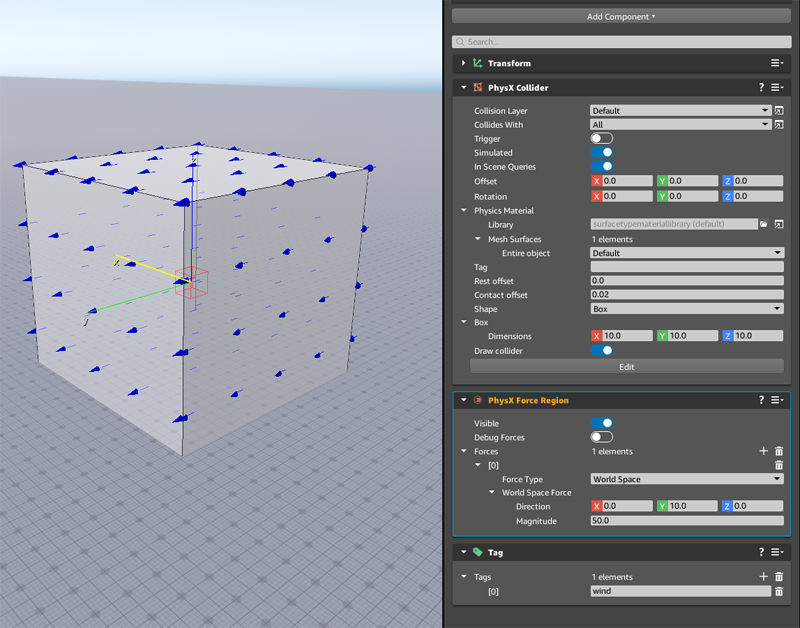 Add Component
Search...
Transform
PhysX Collider ?
Collision Layer Default
Collides With All
Trigger
Simulated
In Scene Queries
Offset X 0.0 Y 0.0 Z 0.0
Rotation X 0.0 Y 0.0 Z 0.0
Physics Material
Library surfacetypemateriallibrary (default)
Mesh Surfaces 1 elements
Entire object Default
Tag
Rest offset 0.0
Contact offset 0.02
Shape Box
Box
Dimensions X 10.0 Y 10.0 Z 10.0
Draw collider
Edit
PhysX Force Region ?
Visible
Debug Forces
Forces 1 elements
[0]
Force Type World Space
World Space Force
Direction X 0.0 Y 10.0 Z 0.0
Magnitude 50.0
Tag ?
Tags 1 elements
[0] wind
z
x
y